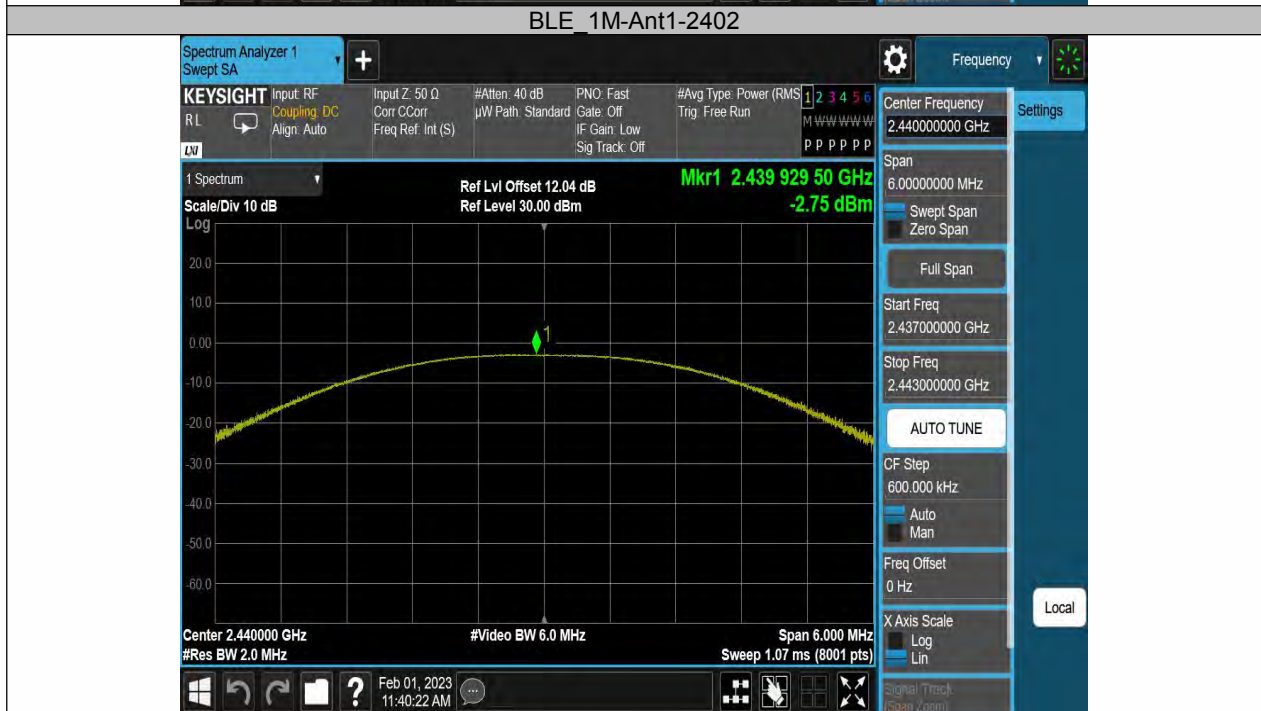 BLE_1M-Ant1-2402
Spectrum Analyzer 1
Swept SA
Frequency
KEYSIGHT
RL
LXI
Input: RF
Coupling: DC
Align: Auto
Input Z: 50 Ω
Corr CCorr
Freq Ref: Int (S)
#Atten: 40 dB
µW Path: Standard
PNO: Fast
Gate: Off
IF Gain: Low
Sig Track: Off
#Avg Type: Power (RMS
Trig: Free Run
1 2 3 4 5 6
M W W W W W
P P P P P P
1 Spectrum
Scale/Div 10 dB
Log
Ref Lvl Offset 12.04 dB
Ref Level 30.00 dBm
Mkr1 2.439 929 50 GHz
-2.75 dBm
20.0
10.0
0.00
-10.0
-20.0
-30.0
-40.0
-50.0
-60.0
1
Center 2.440000 GHz
#Res BW 2.0 MHz
#Video BW 6.0 MHz
Span 6.000 MHz
Sweep 1.07 ms (8001 pts)
Center Frequency
2.440000000 GHz
Settings
Span
6.00000000 MHz
Swept Span
Zero Span
Full Span
Start Freq
2.437000000 GHz
Stop Freq
2.443000000 GHz
AUTO TUNE
CF Step
600.000 kHz
Auto
Man
Freq Offset
0 Hz
X Axis Scale
Log
Lin
Signal Track
(Span Zoom)
Local
?
Feb 01, 2023
11:40:22 AM